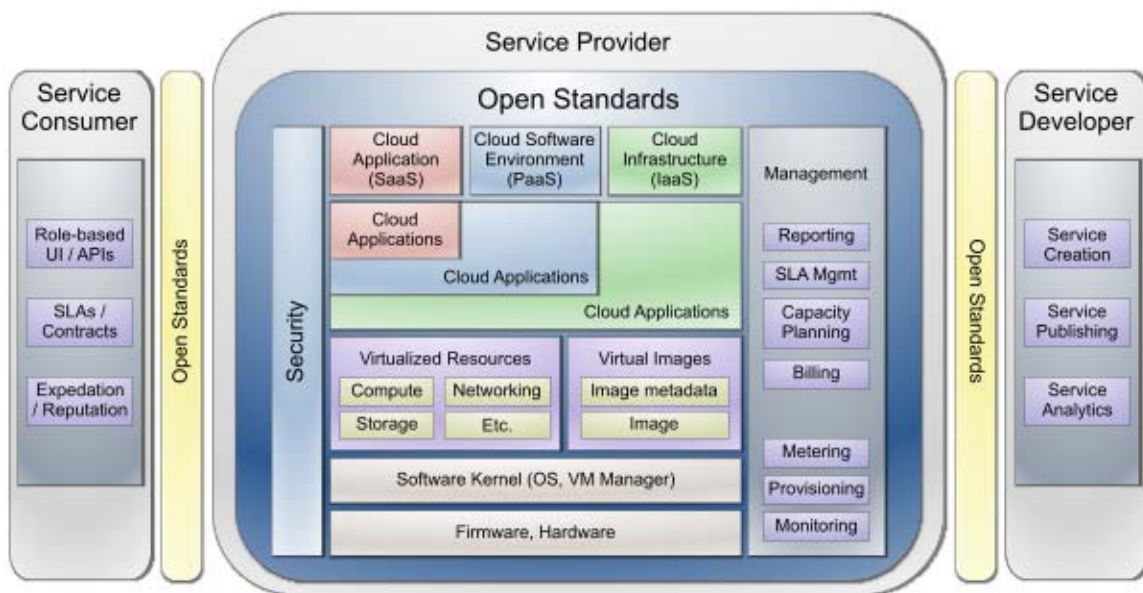 Service Provider
Service
Consumer
Role-based
UI / APIs
SLAs /
Contracts
Expedation
/ Reputation
Open Standards
Open Standards
Security
Cloud
Application
(SaaS)
Cloud Software
Environment
(PaaS)
Cloud
Infrastructure
(IaaS)
Cloud
Applications
Cloud Applications
Cloud Applications
Virtualized Resources
Compute
Networking
Storage
Etc.
Virtual Images
Image metadata
Image
Software Kernel (OS, VM Manager)
Firmware, Hardware
Management
Reporting
SLA Mgmt
Capacity
Planning
Billing
Metering
Provisioning
Monitoring
Open Standards
Service
Developer
Service
Creation
Service
Publishing
Service
Analytics